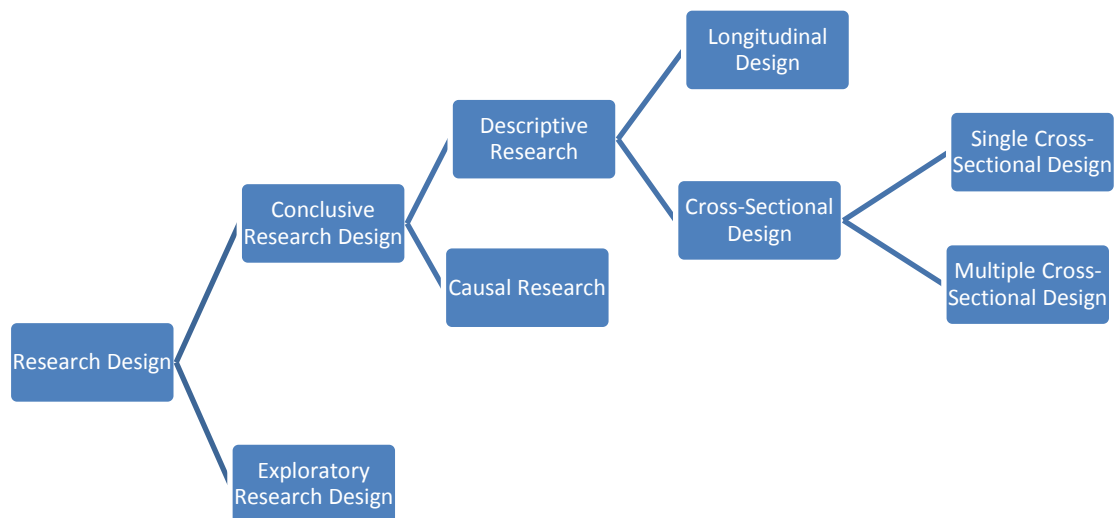 Longitudinal
Design
Descriptive
Research
Single Cross-
Sectional Design
Conclusive
Research Design
Cross-Sectional
Design
Causal Research
Multiple Cross-
Sectional Design
Research Design
Exploratory
Research Design